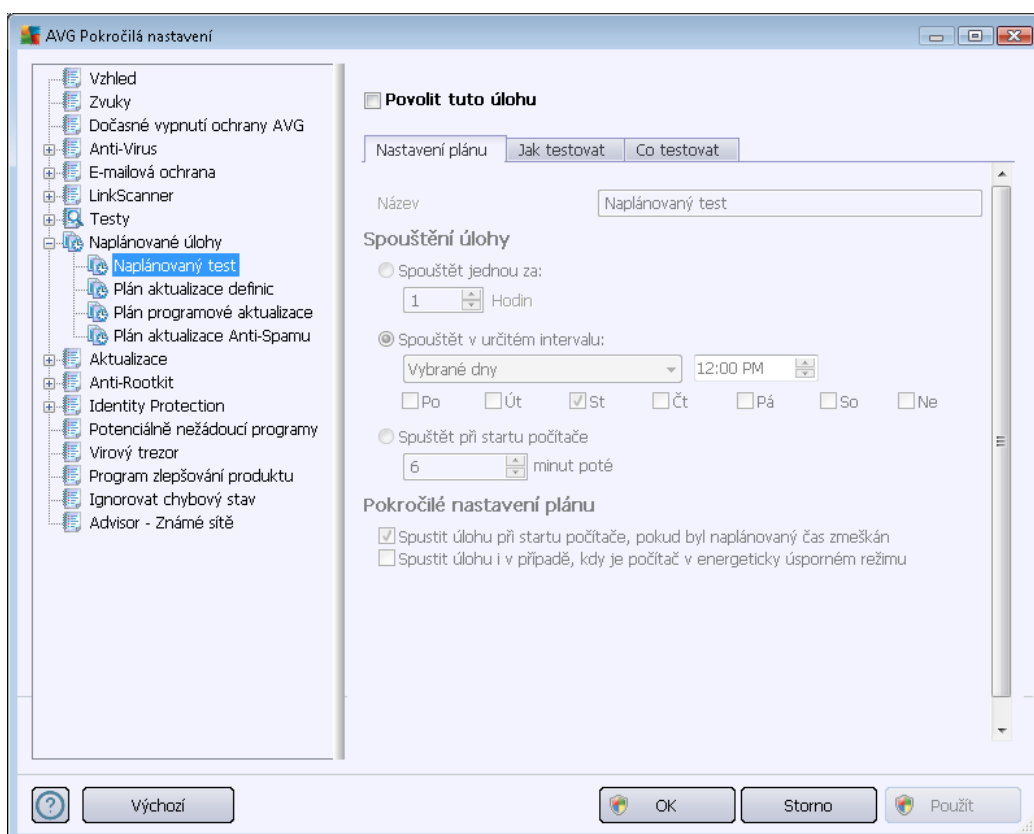 AVG Pokročilá nastavení
Vzhled
Zvuky
Dočasné vypnutí ochrany AVG
Anti-Virus
E-mailová ochrana
LinkScanner
Testy
Naplánované úlohy
Naplánovaný test
Plán aktualizace definic
Plán programové aktualizace
Plán aktualizace Anti-Spamu
Aktualizace
Anti-Rootkit
Identity Protection
Potenciálně nežádoucí programy
Virový trezor
Program zlepšování produktu
Ignorovat chybový stav
Advisor - Známé sítě
Povolit tuto úlohu
Nastavení plánu Jak testovat Co testovat
Název Naplánovaný test
Spouštění úlohy
Spouštět jednou za:
1 Hodin
Spouštět v určitém intervalu:
Vybrané dny 12:00 PM
Po Út St Čt Pá So Ne
Spuštět při startu počítače
6 minut poté
Pokročilé nastavení plánu
Spustit úlohu při startu počítače, pokud byl naplánovaný čas zmeškán
Spustit úlohu i v případě, kdy je počítač v energeticky úsporném režimu
? Výchozí OK Storno Použít